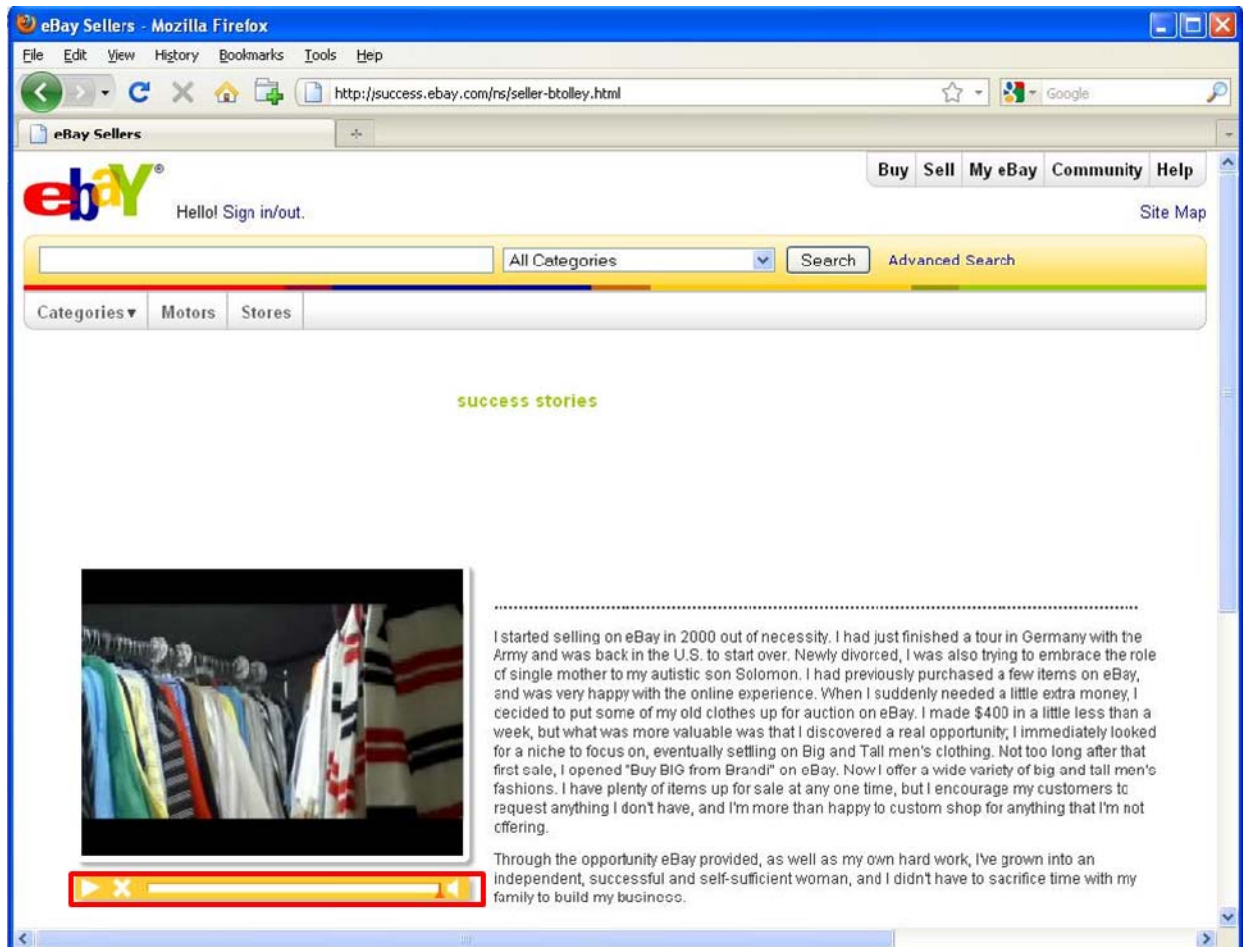 eBay Sellers - Mozilla Firefox
File Edit View History Bookmarks Tools Help
http://success.ebay.com/ns/seller-btolley.html
Google
eBay Sellers
Buy Sell My eBay Community Help
ebaY®
Hello! Sign in/out.
Site Map
All Categories
Search
Advanced Search
Categories▾ Motors Stores
success stories
I started selling on eBay in 2000 out of necessity. I had just finished a tour in Germany with the
Army and was back in the U.S. to start over. Newly divorced, I was also trying to embrace the role
of single mother to my autistic son Solomon. I had previously purchased a few items on eBay,
and was very happy with the online experience. When I suddenly needed a little extra money, I
decided to put some of my old clothes up for auction on eBay. I made $400 in a little less than a
week, but what was more valuable was that I discovered a real opportunity; I immediately looked
for a niche to focus on, eventually settling on Big and Tall men's clothing. Not too long after that
first sale, I opened "Buy BIG from Brandi" on eBay. Now I offer a wide variety of big and tall men's
fashions. I have plenty of items up for sale at any one time, but I encourage my customers to
request anything I don't have, and I'm more than happy to custom shop for anything that I'm not
offering.
Through the opportunity eBay provided, as well as my own hard work, I've grown into an
independent, successful and self-sufficient woman, and I didn't have to sacrifice time with my
family to build my business.